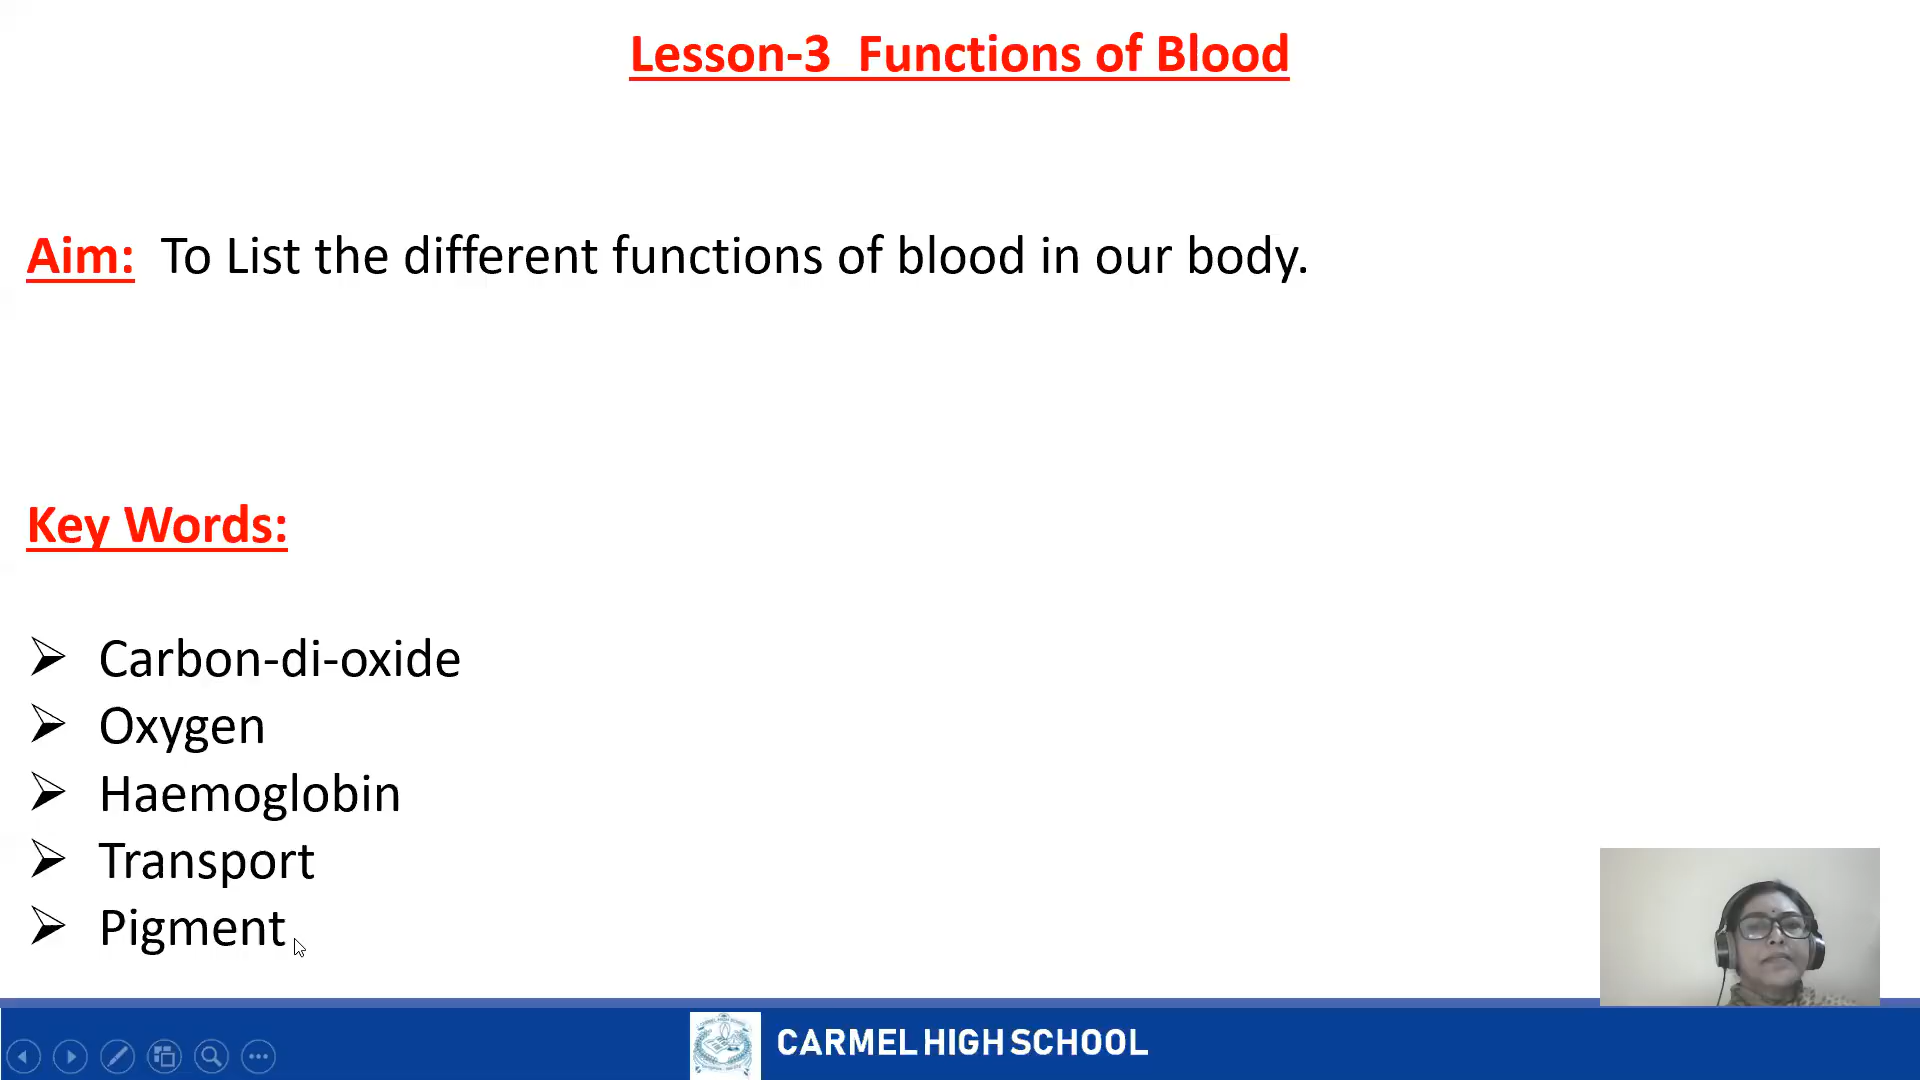 Lesson-3 Functions of Blood
Aim: To List the different functions of blood in our body.
Key Words:
Carbon-di-oxide
Oxygen
Haemoglobin
Transport
Pigment
CARMEL HIGH SCHOOL